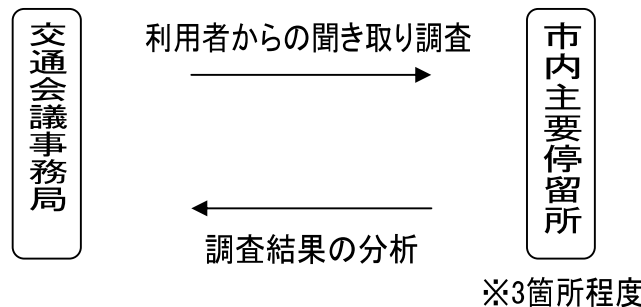 交通会議事務局
利用者からの聞き取り調査
市内主要停留所
調査結果の分析
※3箇所程度